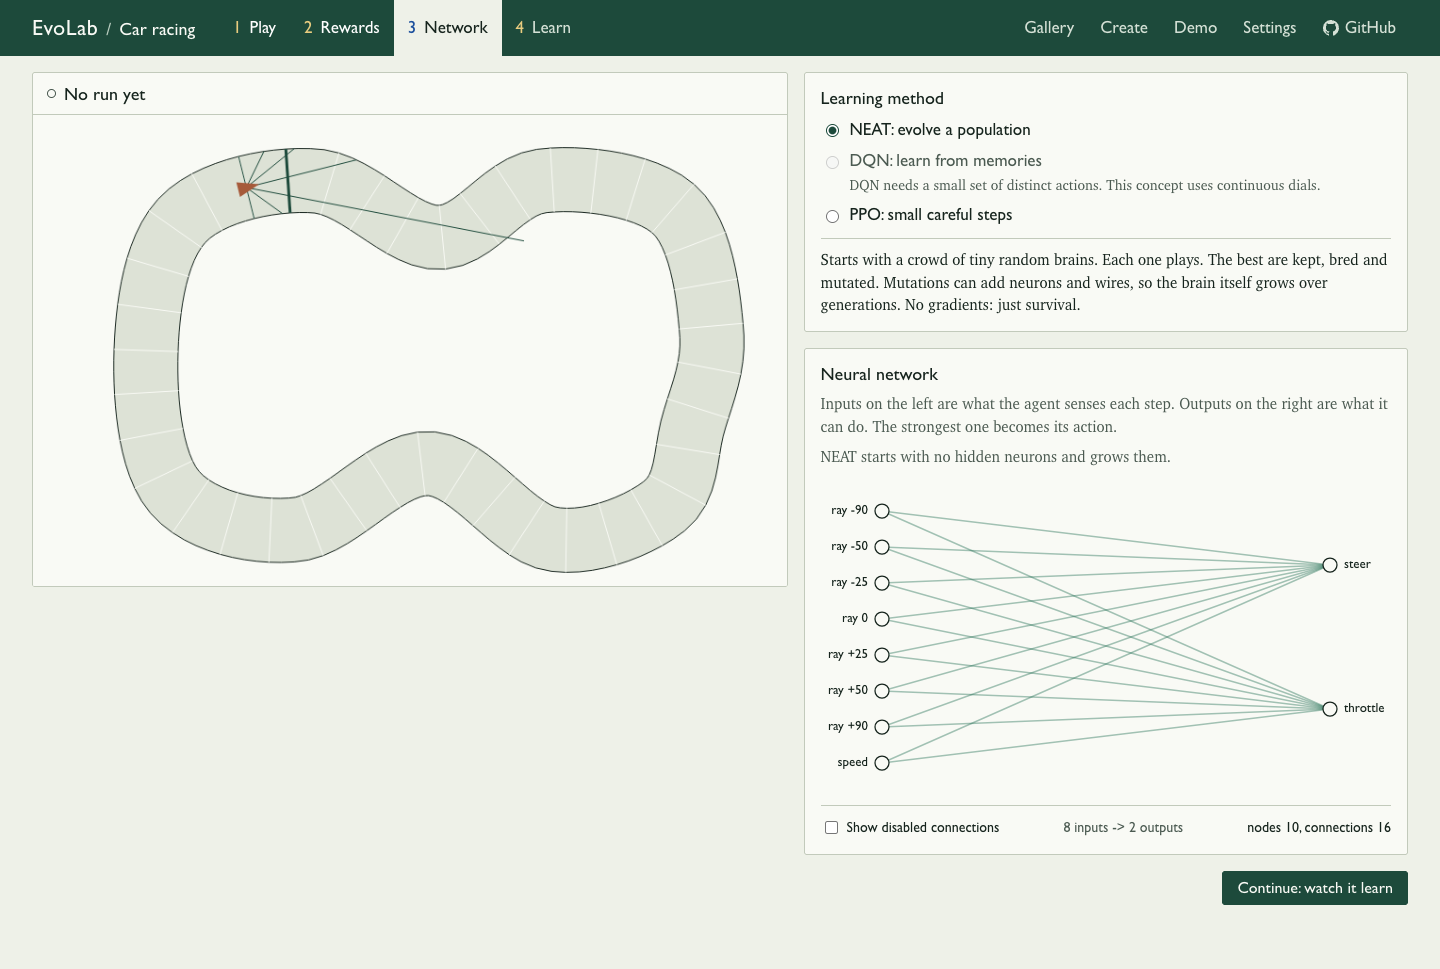 EvoLab / Car racing
1 Play
2 Rewards
3 Network
4 Learn
Gallery
Create
Demo
Settings
GitHub
No run yet
Learning method
NEAT: evolve a population
DQN: learn from memories
DQN needs a small set of distinct actions. This concept uses continuous dials.
PPO: small careful steps
Starts with a crowd of tiny random brains. Each one plays. The best are kept, bred and
mutated. Mutations can add neurons and wires, so the brain itself grows over
generations. No gradients: just survival.
Neural network
Inputs on the left are what the agent senses each step. Outputs on the right are what it
can do. The strongest one becomes its action.
NEAT starts with no hidden neurons and grows them.
ray -90
ray -50
ray -25
ray 0
ray +25
ray +50
ray +90
speed
steer
throttle
Show disabled connections
8 inputs -> 2 outputs
nodes 10, connections 16
Continue: watch it learn